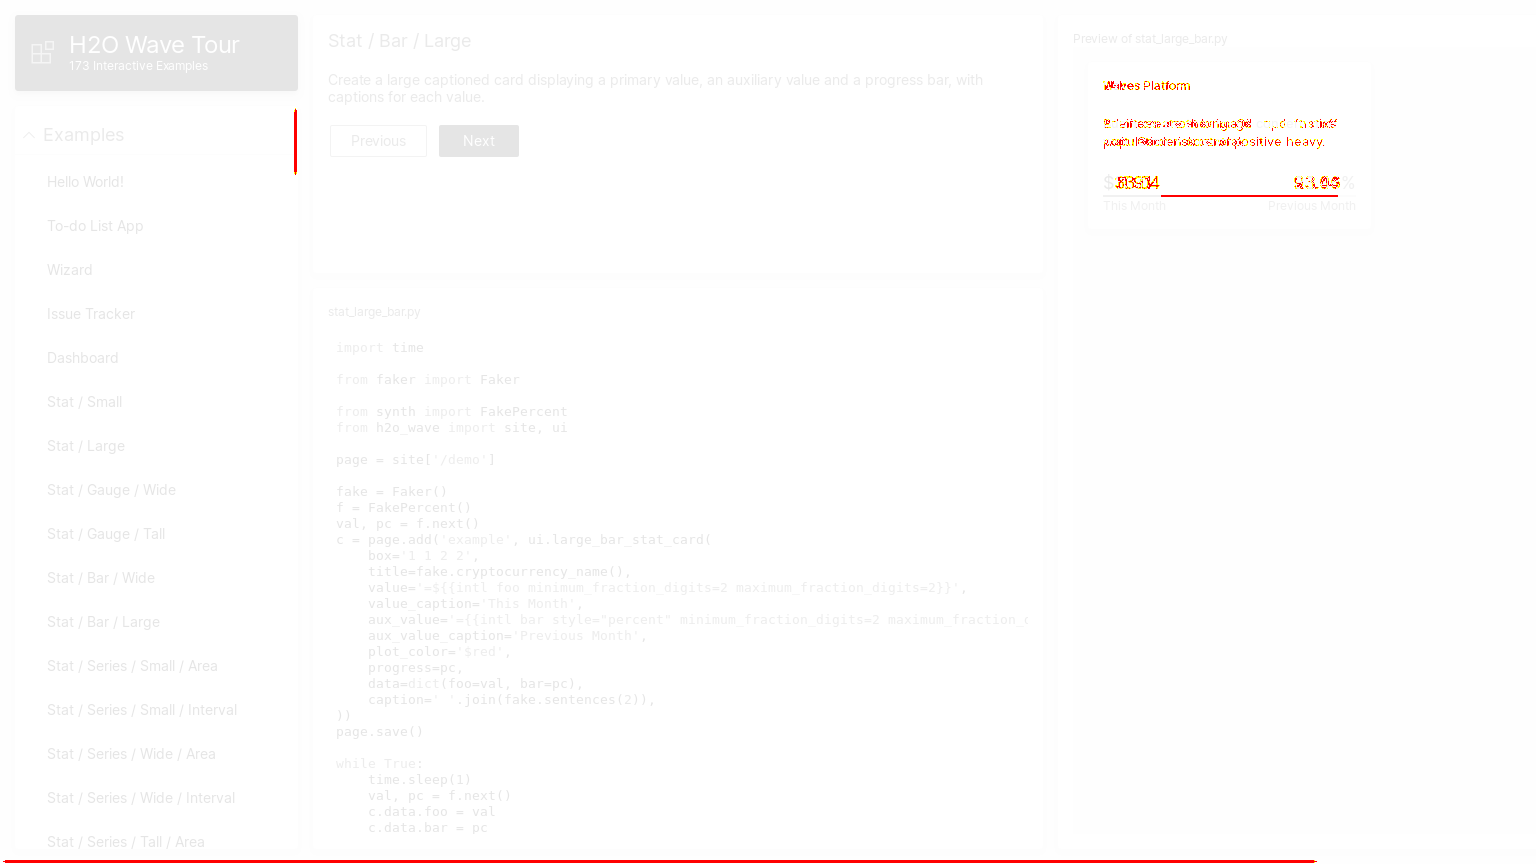 H2O Wave Tour
173 Interactive Examples
Examples
Hello World!
To-do List App
Wizard
Issue Tracker
Dashboard
Stat / Small
Stat / Large
Stat / Gauge / Wide
Stat / Gauge / Tall
Stat / Bar / Wide
Stat / Bar / Large
Stat / Series / Small / Area
Stat / Series / Small / Interval
Stat / Series / Wide / Area
Stat / Series / Wide / Interval
Stat / Series / Tall / Area
Stat / Bar / Large
Create a large captioned card displaying a primary value, an auxiliary value and a progress bar, with
captions for each value.
Previous
Next
stat_large_bar.py
import time
from faker import Faker
from synth import FakePercent
from h2o_wave import site, ui
page = site['/demo']
fake = Faker()
f = FakePercent()
val, pc = f.next()
c = page.add('example', ui.large_bar_stat_card(
    box='1 1 2 2',
    title=fake.cryptocurrency_name(),
    value='=${{intl foo minimum_fraction_digits=2 maximum_fraction_digits=2}}',
    value_caption='This Month',
    aux_value='={{intl bar style="percent" minimum_fraction_digits=2 maximum_fraction_
    aux_value_caption='Previous Month',
    plot_color='$red',
    progress=pc,
    data=dict(foo=val, bar=pc),
    caption=' '.join(fake.sentences(2)),
))
page.save()
while True:
    time.sleep(1)
    val, pc = f.next()
    c.data.foo = val
    c.data.bar = pc
Preview of stat_large_bar.py
Platform
heavy.
This Month
Previous Month